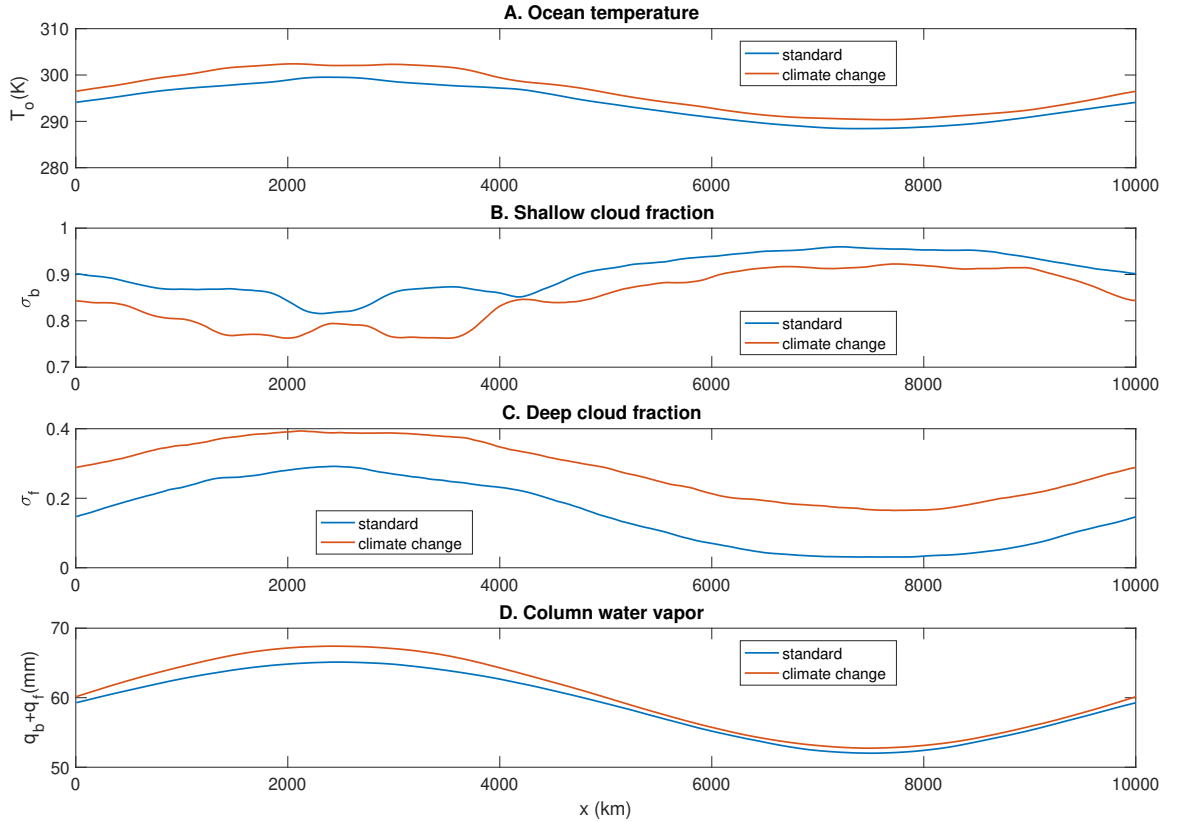 A. Ocean temperature
310
300
290
280
T_o (K)
standard
climate change
0 2000 4000 6000 8000 10000
B. Shallow cloud fraction
1
0.9
0.8
0.7
σ_b
standard
climate change
0 2000 4000 6000 8000 10000
C. Deep cloud fraction
0.4
0.2
0
σ_f
standard
climate change
0 2000 4000 6000 8000 10000
D. Column water vapor
70
60
50
q_b+q_f (mm)
standard
climate change
0 2000 4000 6000 8000 10000
x (km)